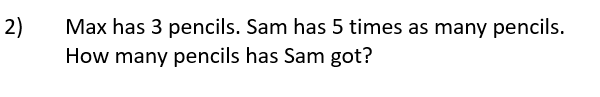 2) Max has 3 pencils. Sam has 5 times as many pencils.
How many pencils has Sam got?